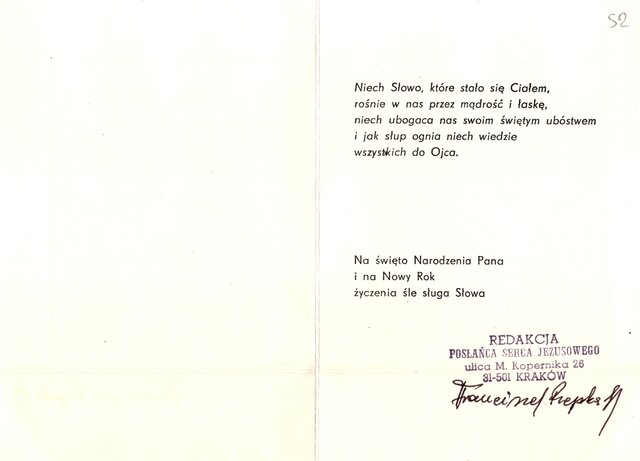 52
Niech Słowo, które stało się Ciałem,
rośnie w nas przez mądrość i łaskę,
niech ubogaca nas swoim świętym ubóstwem
i jak słup ognia niech wiedzie
wszystkich do Ojca.
Na święto Narodzenia Pana
i na Nowy Rok
życzenia śle sługa Słowa
REDAKCJA
POSŁAŃCA SERCA JEZUSOWEGO
ulica M. Kopernika 26
31-501 KRAKÓW
Franciszek